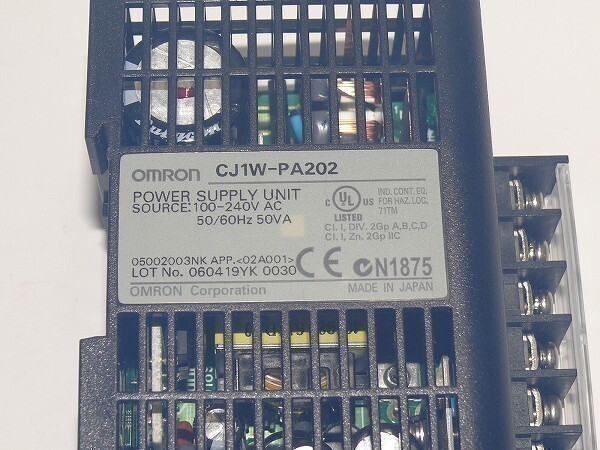 OMRON CJ1W-PA202
POWER SUPPLY UNIT
SOURCE:100-240V AC
50/60Hz 50VA
C UL US
LISTED
IND. CONT. EQ.
FOR HAZ. LOC.
71TM
Cl. I, DIV. 2Gp A,B,C,D
Cl. I, Zn. 2Gp IIC
05002003NK APP.<02A001>
LOT No. 060419YK 0030
CE N1875
OMRON Corporation MADE IN JAPAN